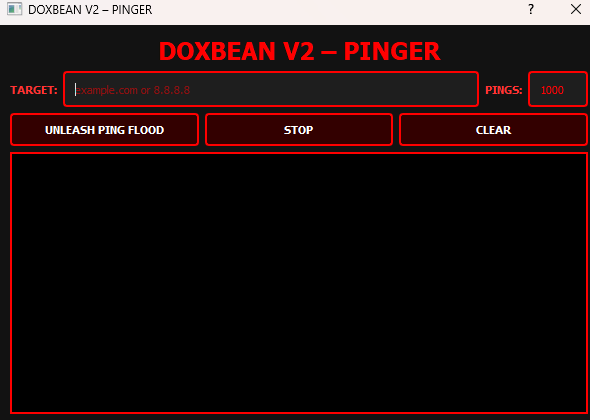 DOXBEAN V2 – PINGER
?
DOXBEAN V2 – PINGER
TARGET: example.com or 8.8.8.8 PINGS: 1000
UNLEASH PING FLOOD STOP CLEAR